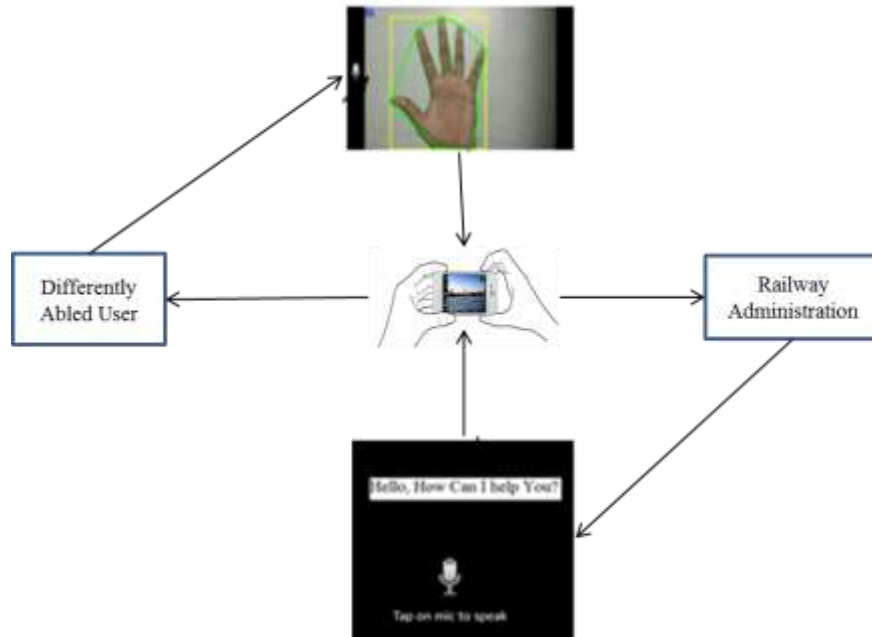 Differently
Abled User
Railway
Administration
Hello, How Can I help You?
Tap on mic to speak